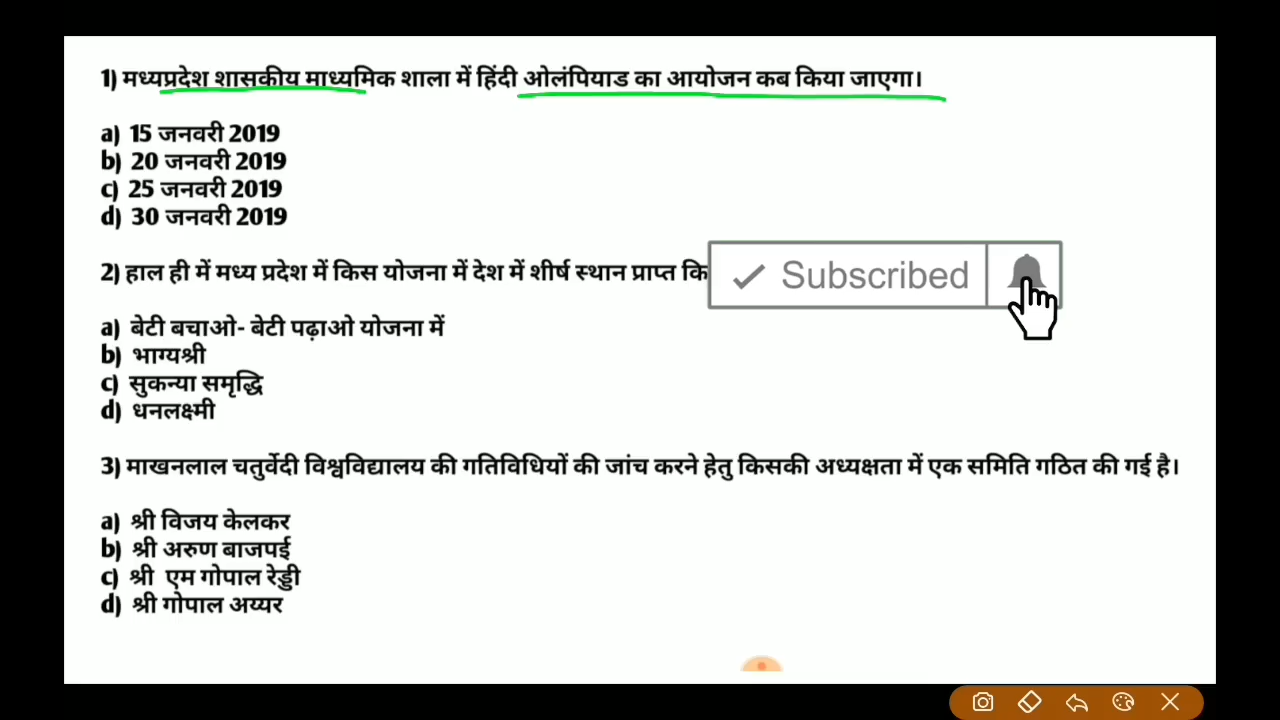 1) मध्यप्रदेश शासकीय माध्यमिक शाला में हिंदी ओलंपियाड का आयोजन कब किया जाएगा।
a) 15 जनवरी 2019
b) 20 जनवरी 2019
c) 25 जनवरी 2019
d) 30 जनवरी 2019
2) हाल ही में मध्य प्रदेश में किस योजना में देश में शीर्ष स्थान प्राप्त कि
Subscribed
a) बेटी बचाओ- बेटी पढ़ाओ योजना में
b) भाग्यश्री
c) सुकन्या समृद्धि
d) धनलक्ष्मी
3) माखनलाल चतुर्वेदी विश्वविद्यालय की गतिविधियों की जांच करने हेतु किसकी अध्यक्षता में एक समिति गठित की गई है।
a) श्री विजय केलकर
b) श्री अरुण बाजपई
c) श्री एम गोपाल रेड्डी
d) श्री गोपाल अय्यर